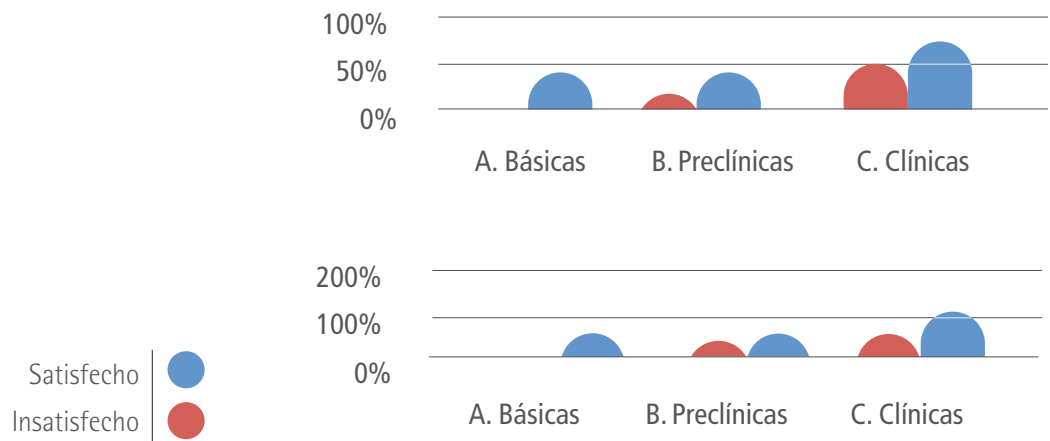 100%
50%
0%
A. Básicas
B. Preclínicas
C. Clínicas
200%
100%
0%
A. Básicas
B. Preclínicas
C. Clínicas
Satisfecho
Insatisfecho